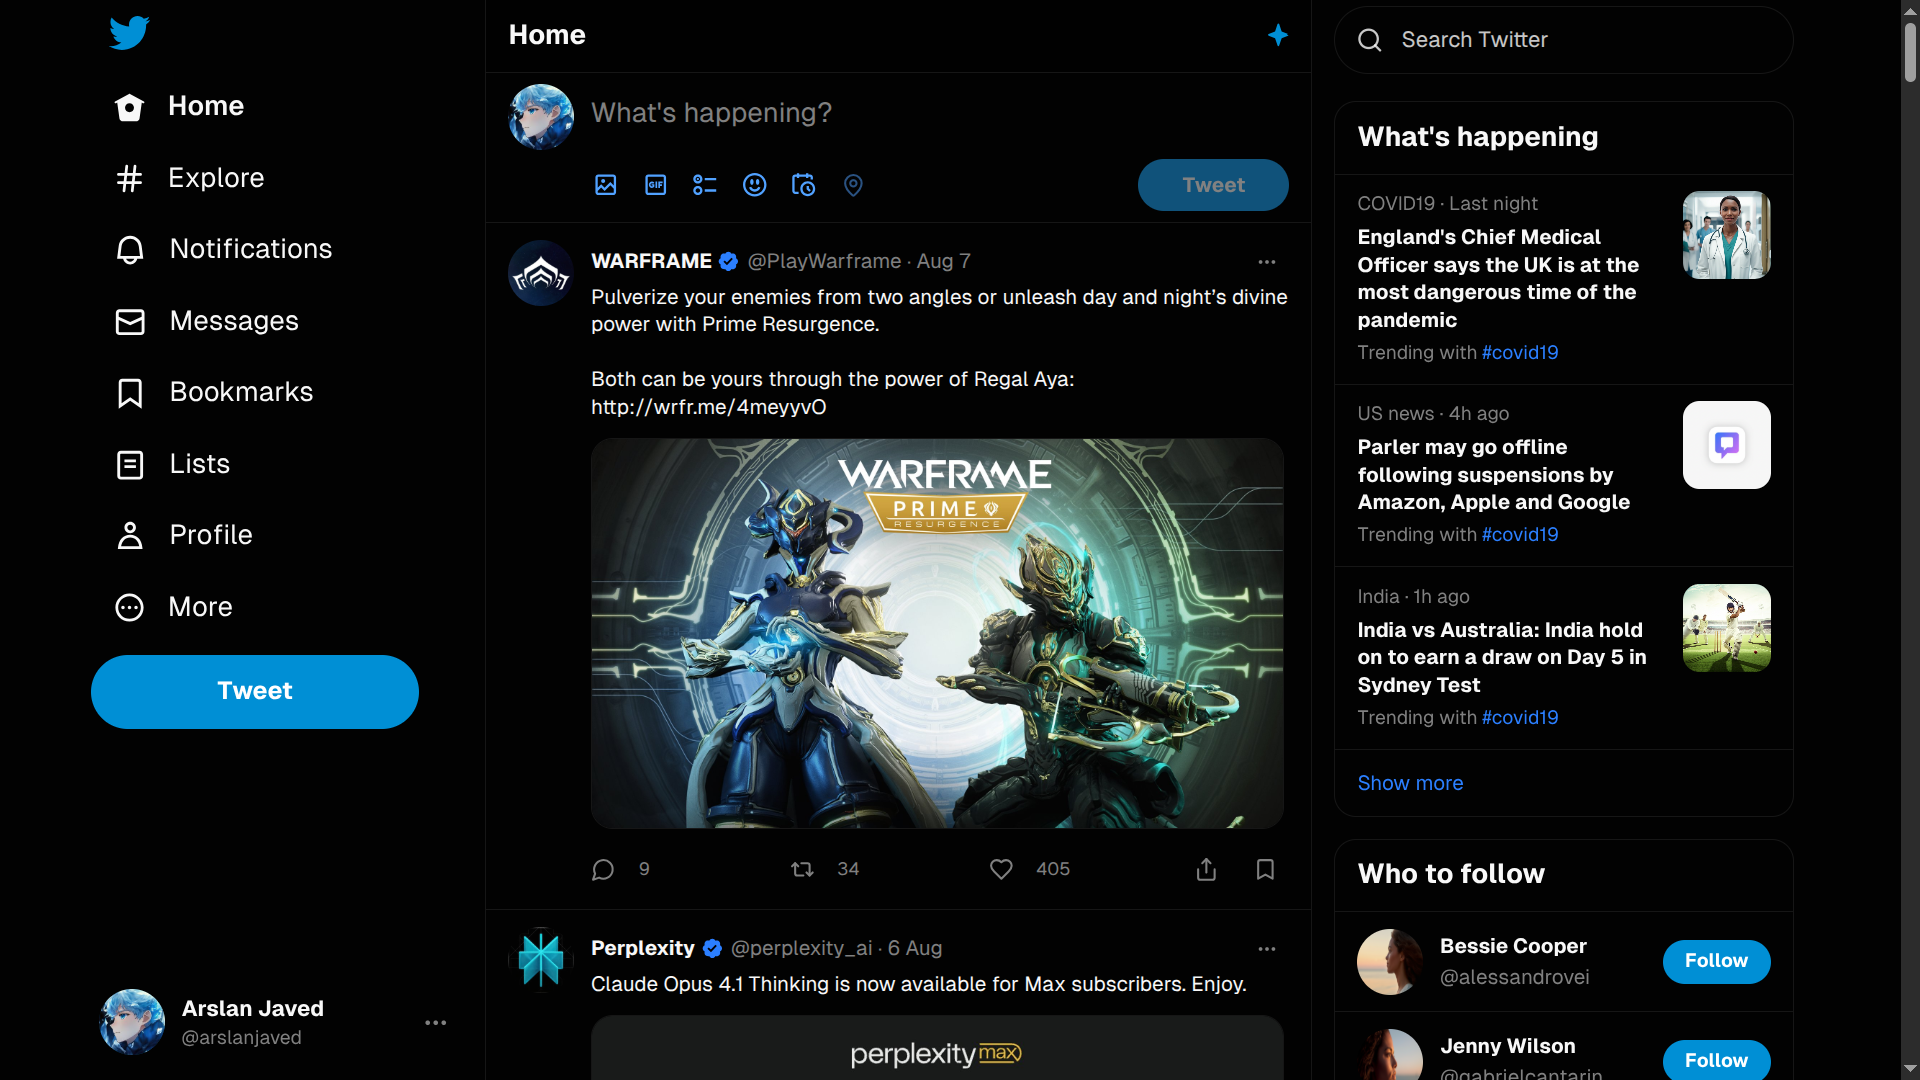 Home
Explore
Notifications
Messages
Bookmarks
Lists
Profile
More
Tweet
Arslan Javed
@arslanjaved
Home
What's happening?
GIF
Tweet
WARFRAME @PlayWarframe · Aug 7
Pulverize your enemies from two angles or unleash day and night’s divine
power with Prime Resurgence.
Both can be yours through the power of Regal Aya:
http://wrfr.me/4meyyvO
WARFRAME
PRIME
RESURGENCE
9
34
405
Perplexity @perplexity_ai · 6 Aug
Claude Opus 4.1 Thinking is now available for Max subscribers. Enjoy.
perplexity max
Search Twitter
What's happening
COVID19 · Last night
England's Chief Medical
Officer says the UK is at the
most dangerous time of the
pandemic
Trending with #covid19
US news · 4h ago
Parler may go offline
following suspensions by
Amazon, Apple and Google
Trending with #covid19
India · 1h ago
India vs Australia: India hold
on to earn a draw on Day 5 in
Sydney Test
Trending with #covid19
Show more
Who to follow
Bessie Cooper
@alessandrovei
Follow
Jenny Wilson
@gabrielcantarin
Follow